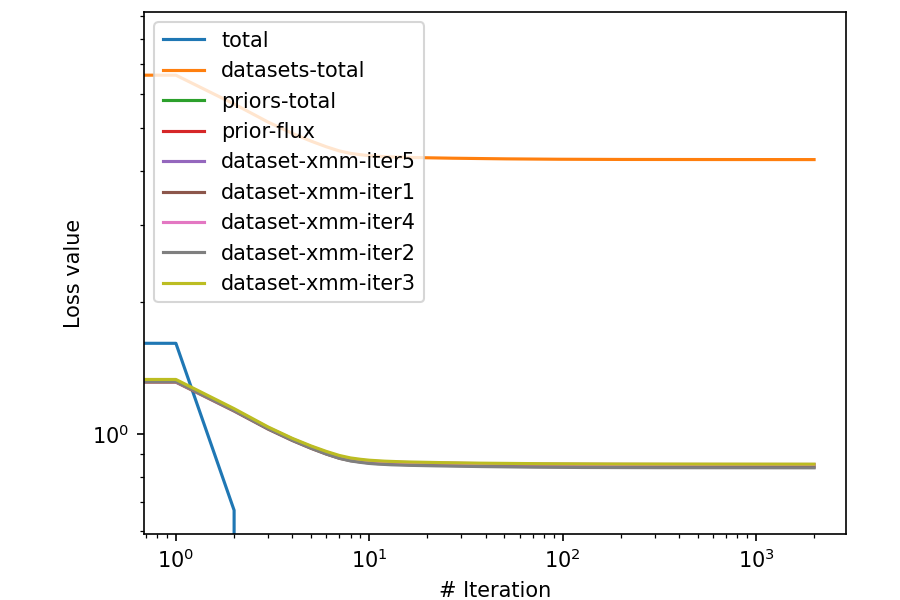 total
datasets-total
priors-total
prior-flux
dataset-xmm-iter5
dataset-xmm-iter1
dataset-xmm-iter4
dataset-xmm-iter2
dataset-xmm-iter3
Loss value
10⁰
10⁰ 10¹ 10² 10³
# Iteration